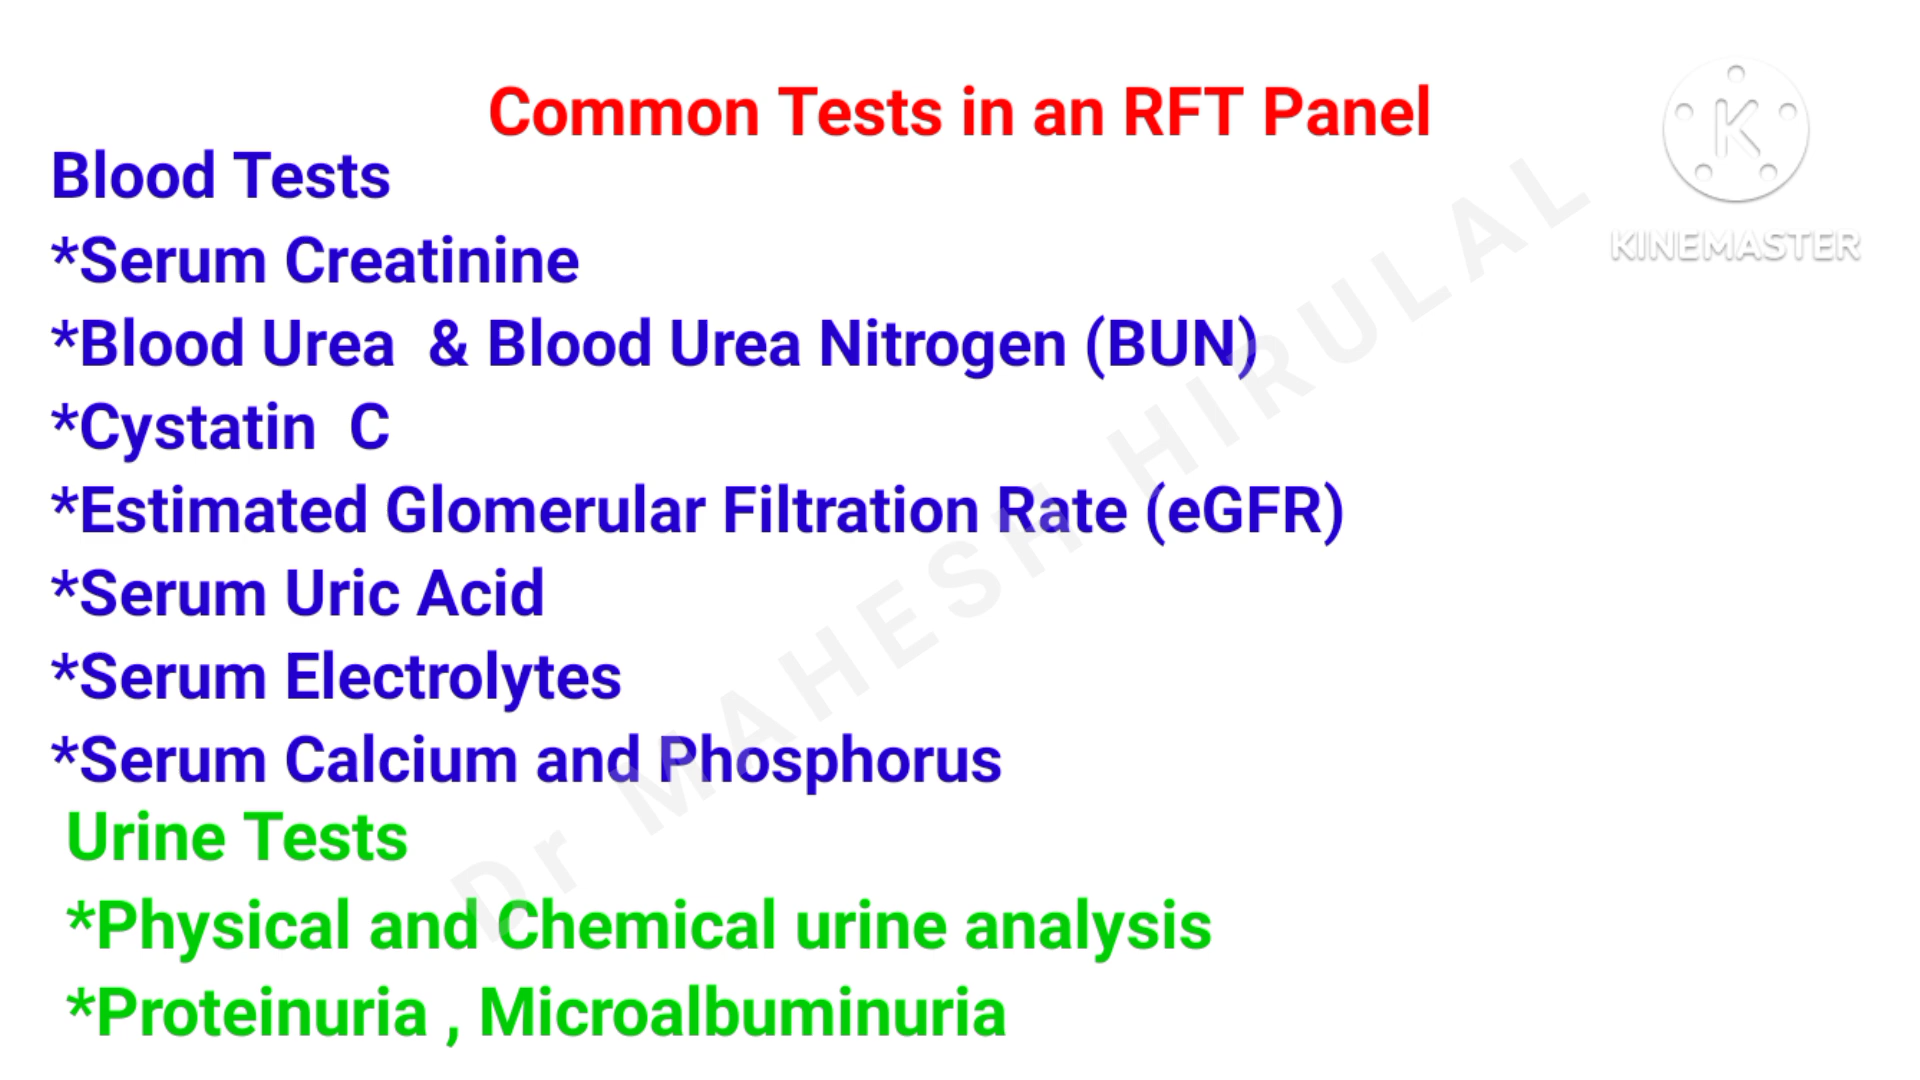 Common Tests in an RFT Panel
Blood Tests
*Serum Creatinine
*Blood Urea & Blood Urea Nitrogen (BUN)
*Cystatin C
*Estimated Glomerular Filtration Rate (eGFR)
*Serum Uric Acid
*Serum Electrolytes
*Serum Calcium and Phosphorus
Urine Tests
*Physical and Chemical urine analysis
*Proteinuria , Microalbuminuria
K
KINEMASTER
Dr MAHESH HIRULAL